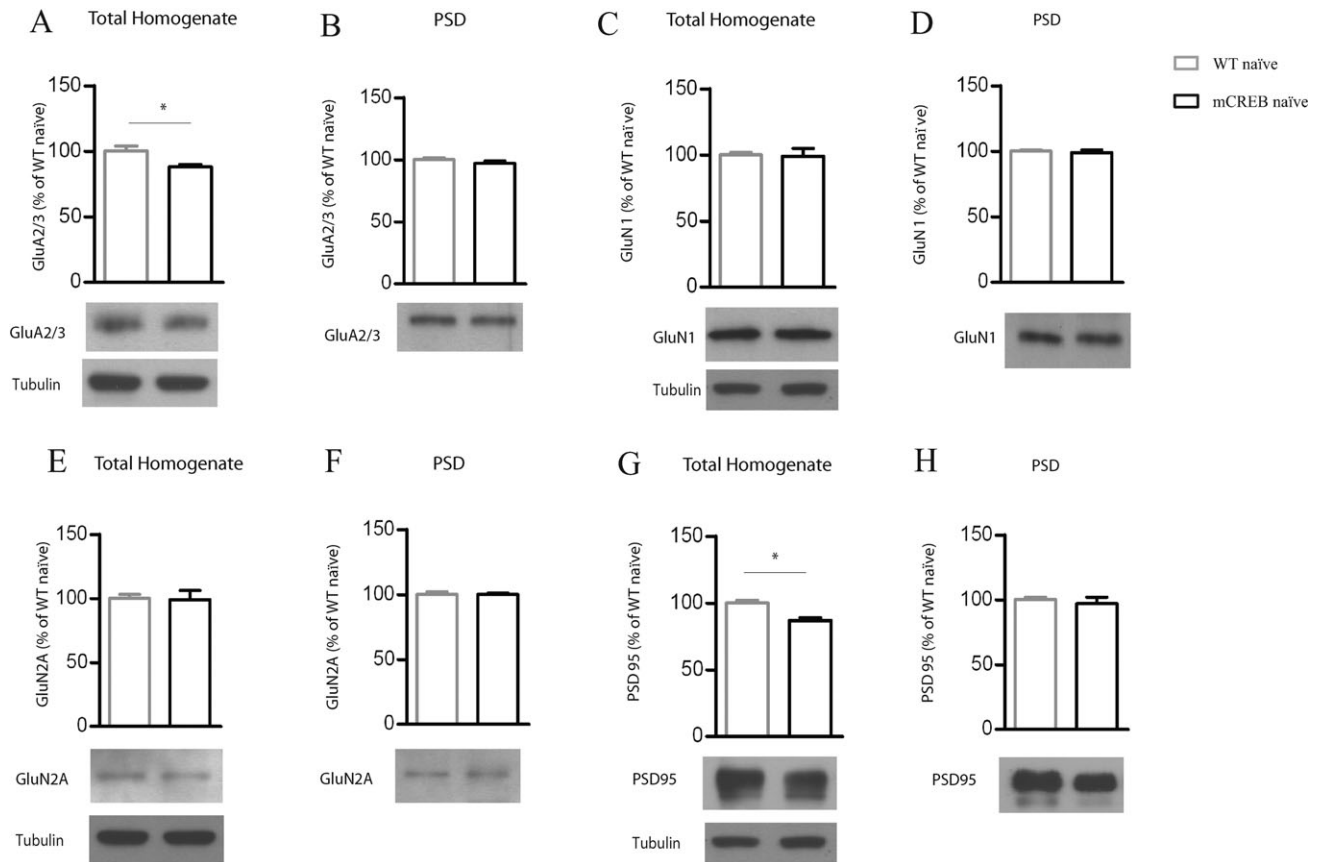 A Total Homogenate
150
100
50
0
GluA2/3 (% of WT naïve)
*
GluA2/3
Tubulin
B PSD
150
100
50
0
GluA2/3 (% of WT naïve)
GluA2/3
C Total Homogenate
150
100
50
0
GluN1 (% of WT naïve)
GluN1
Tubulin
D PSD
150
100
50
0
GluN 1 (% of WT naïve)
GluN1
WT naïve
mCREB naïve
E Total Homogenate
150
100
50
0
GluN2A (% of WT naïve)
GluN2A
Tubulin
F PSD
150
100
50
0
GluN2A (% of WT naïve)
GluN2A
G Total Homogenate
150
100
50
0
PSD 95 (% of WT naïve)
*
PSD95
Tubulin
H PSD
150
100
50
0
PSD 95 (% of WT naïve)
PSD95